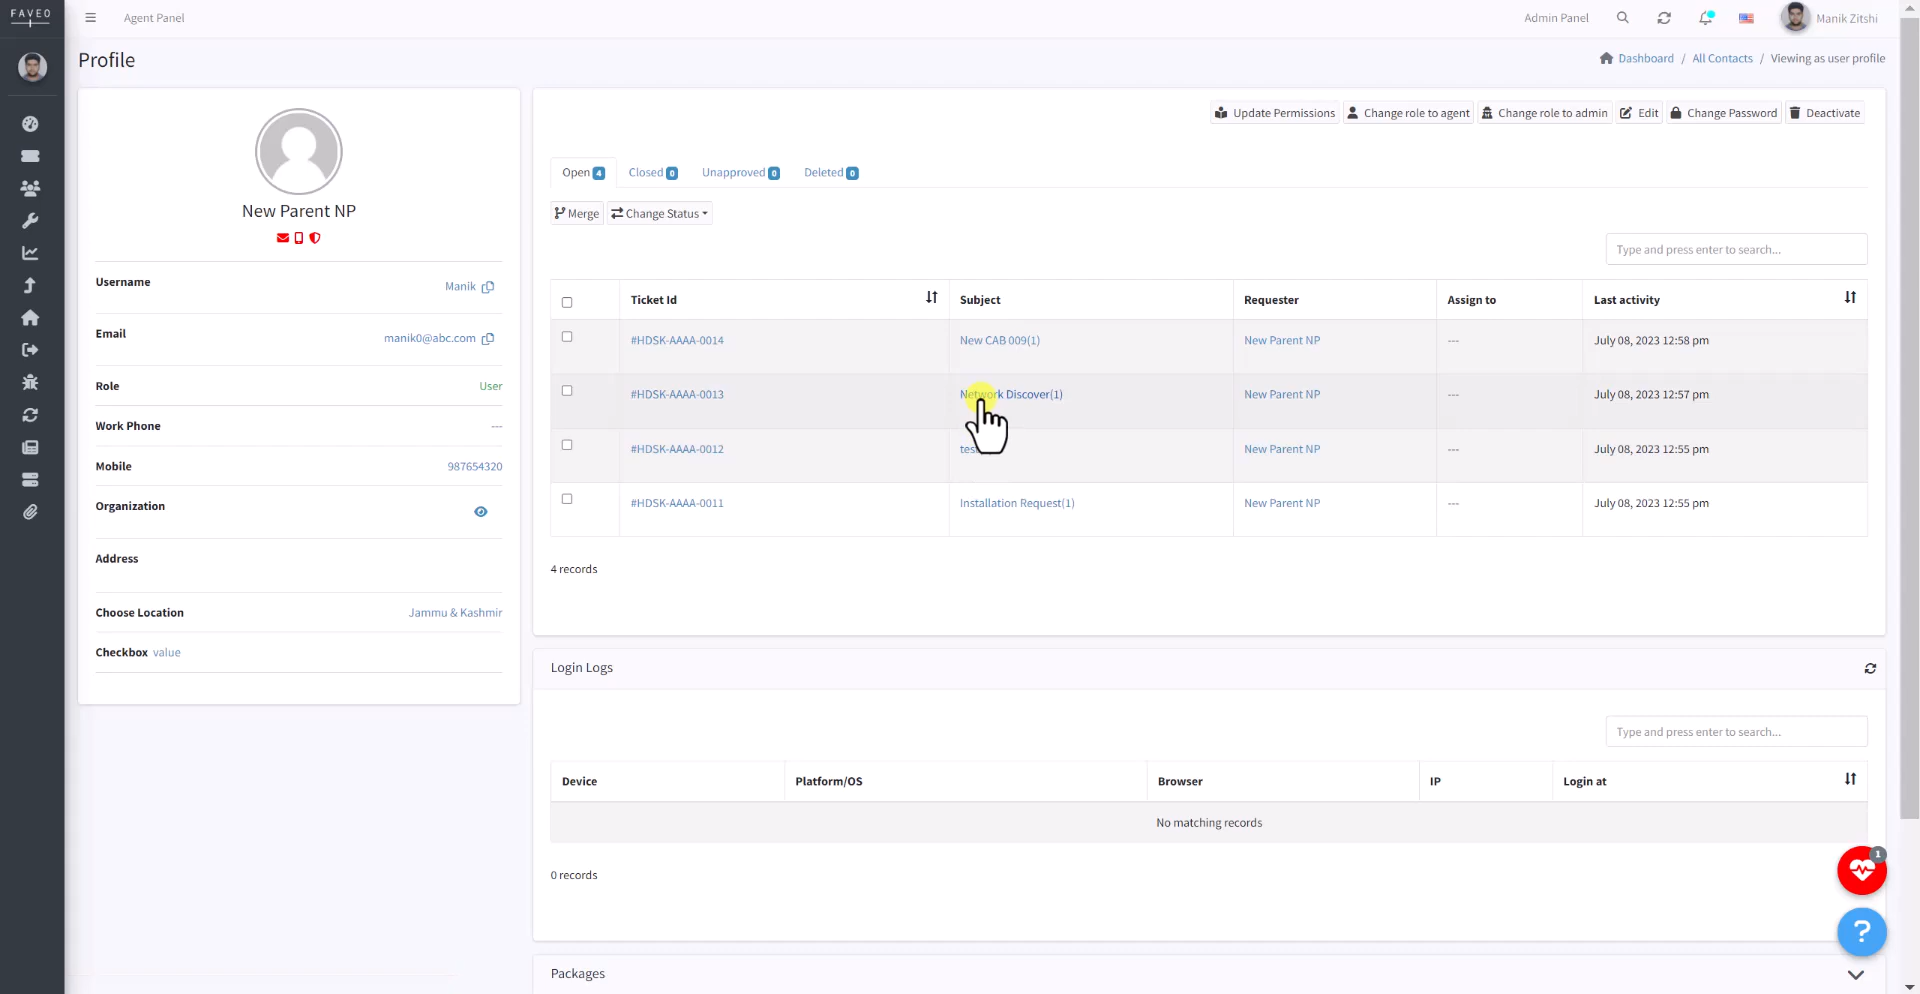 FAVEO
Agent Panel
Admin Panel
Manik Zitshi
Profile
Dashboard / All Contacts / Viewing as user profile
New Parent NP
Username
Manik
Email
manik0@abc.com
Role
User
Work Phone
---
Mobile
987654320
Organization
Address
Choose Location
Jammu & Kashmir
Checkbox value
Update Permissions
Change role to agent
Change role to admin
Edit
Change Password
Deactivate
Open 4
Closed 0
Unapproved 0
Deleted 0
Merge
Change Status
Type and press enter to search...
Ticket Id Subject Requester Assign to Last activity
#HDSK-AAAA-0014 New CAB 009(1) New Parent NP --- July 08, 2023 12:58 pm
#HDSK-AAAA-0013 Network Discover(1) New Parent NP --- July 08, 2023 12:57 pm
#HDSK-AAAA-0012 New Parent NP --- July 08, 2023 12:55 pm
#HDSK-AAAA-0011 Installation Request(1) New Parent NP --- July 08, 2023 12:55 pm
4 records
Login Logs
Type and press enter to search...
Device Platform/OS Browser IP Login at
No matching records
0 records
1
?
Packages